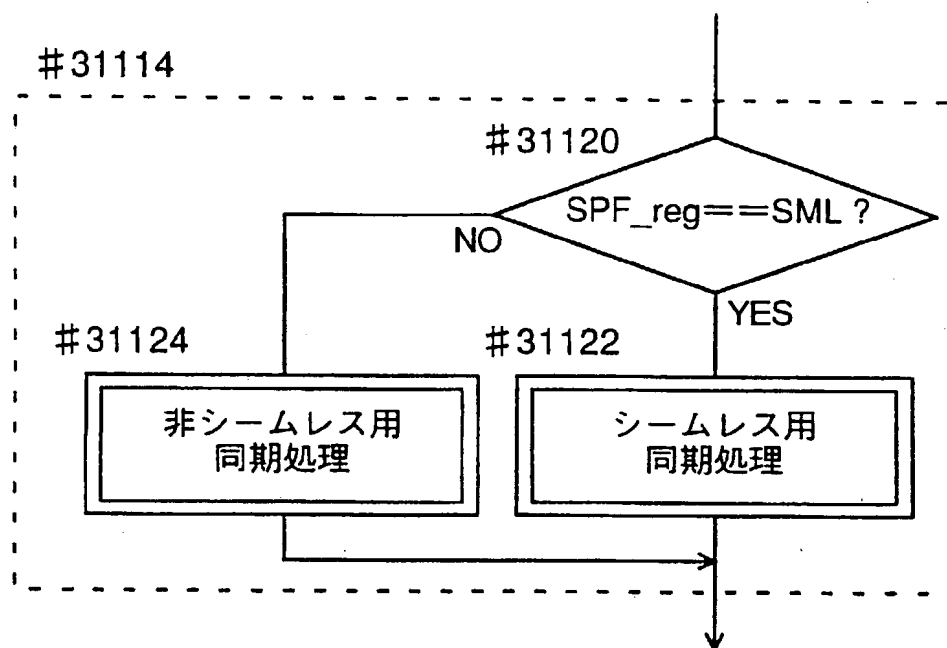 #31114
#31120
SPF_reg==SML ?
NO
YES
#31124
#31122
非シームレス用
同期処理
シームレス用
同期処理